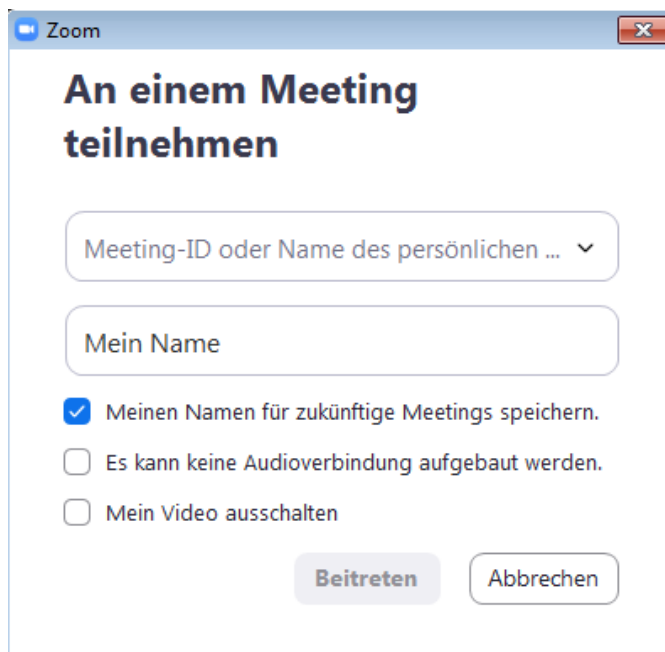 Zoom
An einem Meeting
teilnehmen
Meeting-ID oder Name des persönlichen ...
Mein Name
Meinen Namen für zukünftige Meetings speichern.
Es kann keine Audioverbindung aufgebaut werden.
Mein Video ausschalten
Beitreten Abbrechen